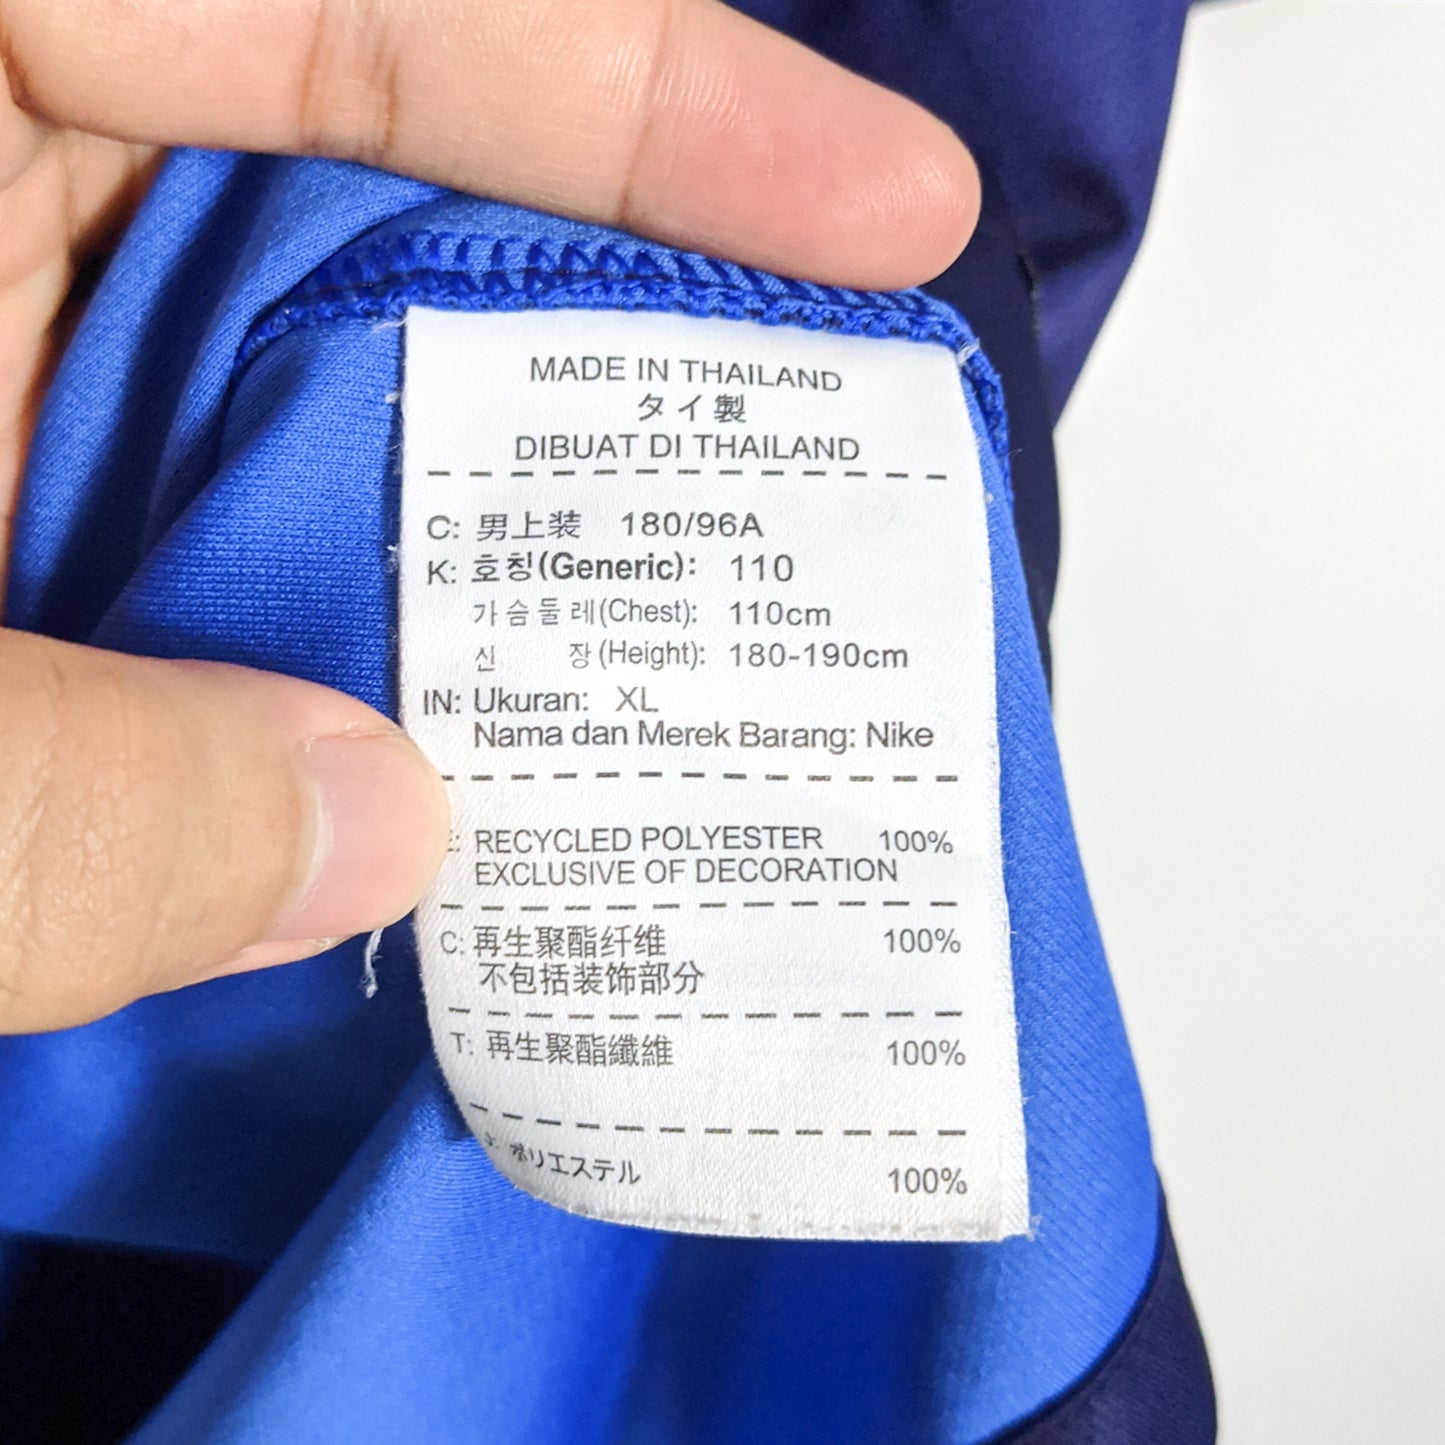 MADE IN THAILAND
タイ製
DIBUAT DI THAILAND
C: 男上装 180/96A
K: 호칭(Generic): 110
가슴둘레(Chest): 110cm
신 장(Height): 180-190cm
IN: Ukuran: XL
Nama dan Merek Barang: Nike
E: RECYCLED POLYESTER 100%
EXCLUSIVE OF DECORATION
C: 再生聚酯纤维 100%
不包括装饰部分
T: 再生聚酯纖維 100%
ポリエステル 100%